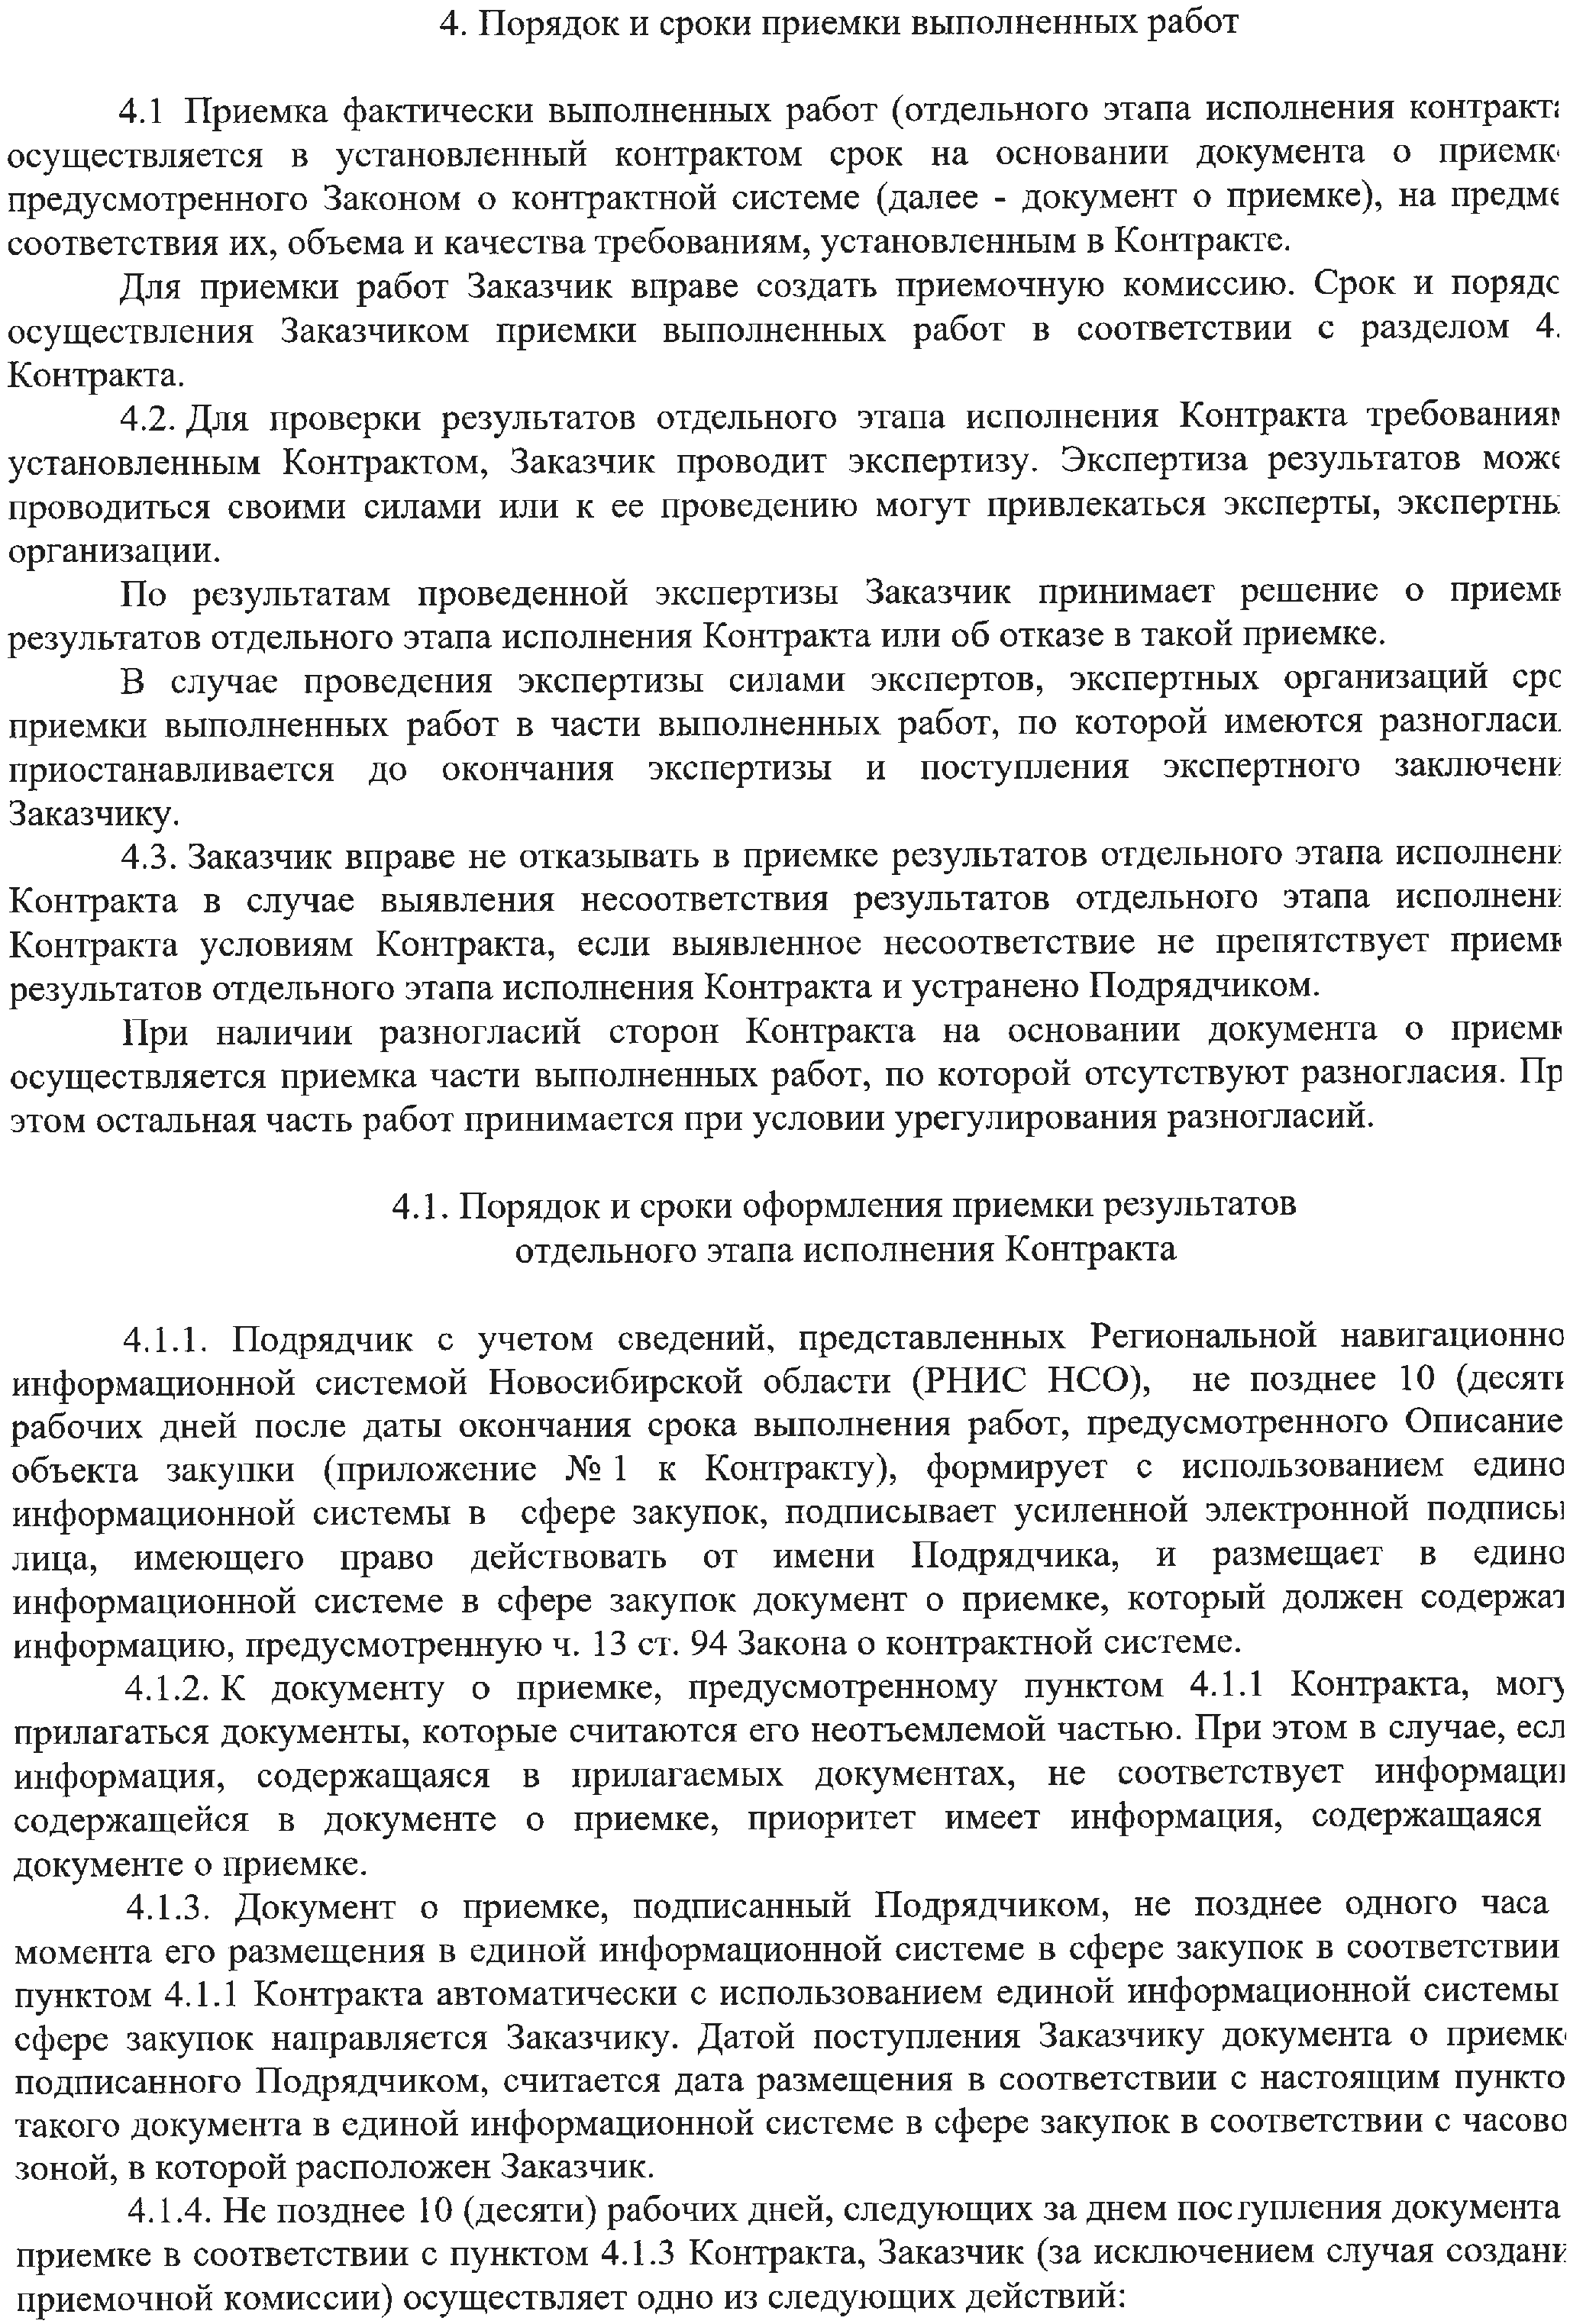 4. Порядок и сроки приемки выполненных работ
4.1 Приемка фактически выполненных работ (отдельного этапа исполнения контракта
осуществляется в установленный контрактом срок на основании документа о приемк
предусмотренного Законом о контрактной системе (далее - документ о приемке), на предме
соответствия их, объема и качества требованиям, установленным в Контракте.
Для приемки работ Заказчик вправе создать приемочную комиссию. Срок и порядо
осуществления Заказчиком приемки выполненных работ в соответствии с разделом 4.
Контракта.
4.2. Для проверки результатов отдельного этапа исполнения Контракта требованиям
установленным Контрактом, Заказчик проводит экспертизу. Экспертиза результатов може
проводиться своими силами или к ее проведению могут привлекаться эксперты, экспертны
организации.
По результатам проведенной экспертизы Заказчик принимает решение о приемк
результатов отдельного этапа исполнения Контракта или об отказе в такой приемке.
В случае проведения экспертизы силами экспертов, экспертных организаций сро
приемки выполненных работ в части выполненных работ, по которой имеются разногласи
приостанавливается до окончания экспертизы и поступления экспертного заключени
Заказчику.
4.3. Заказчик вправе не отказывать в приемке результатов отдельного этапа исполнени
Контракта в случае выявления несоответствия результатов отдельного этапа исполнени
Контракта условиям Контракта, если выявленное несоответствие не препятствует приемк
результатов отдельного этапа исполнения Контракта и устранено Подрядчиком.
При наличии разногласий сторон Контракта на основании документа о приемк
осуществляется приемка части выполненных работ, по которой отсутствуют разногласия. Пр
этом остальная часть работ принимается при условии урегулирования разногласий.
4.1. Порядок и сроки оформления приемки результатов
отдельного этапа исполнения Контракта
4.1.1. Подрядчик с учетом сведений, представленных Региональной навигационно
информационной системой Новосибирской области (РНИС НСО), не позднее 10 (десяти
рабочих дней после даты окончания срока выполнения работ, предусмотренного Описание
объекта закупки (приложение №1 к Контракту), формирует с использованием едино
информационной системы в сфере закупок, подписывает усиленной электронной подпись
лица, имеющего право действовать от имени Подрядчика, и размещает в едино
информационной системе в сфере закупок документ о приемке, который должен содержат
информацию, предусмотренную ч. 13 ст. 94 Закона о контрактной системе.
4.1.2. К документу о приемке, предусмотренному пунктом 4.1.1 Контракта, могу
прилагаться документы, которые считаются его неотъемлемой частью. При этом в случае, есл
информация, содержащаяся в прилагаемых документах, не соответствует информаци
содержащейся в документе о приемке, приоритет имеет информация, содержащаяся
документе о приемке.
4.1.3. Документ о приемке, подписанный Подрядчиком, не позднее одного часа
момента его размещения в единой информационной системе в сфере закупок в соответствии
пунктом 4.1.1 Контракта автоматически с использованием единой информационной системы
сфере закупок направляется Заказчику. Датой поступления Заказчику документа о приемк
подписанного Подрядчиком, считается дата размещения в соответствии с настоящим пункто
такого документа в единой информационной системе в сфере закупок в соответствии с часово
зоной, в которой расположен Заказчик.
4.1.4. Не позднее 10 (десяти) рабочих дней, следующих за днем поступления документа
приемке в соответствии с пунктом 4.1.3 Контракта, Заказчик (за исключением случая создани
приемочной комиссии) осуществляет одно из следующих действий: